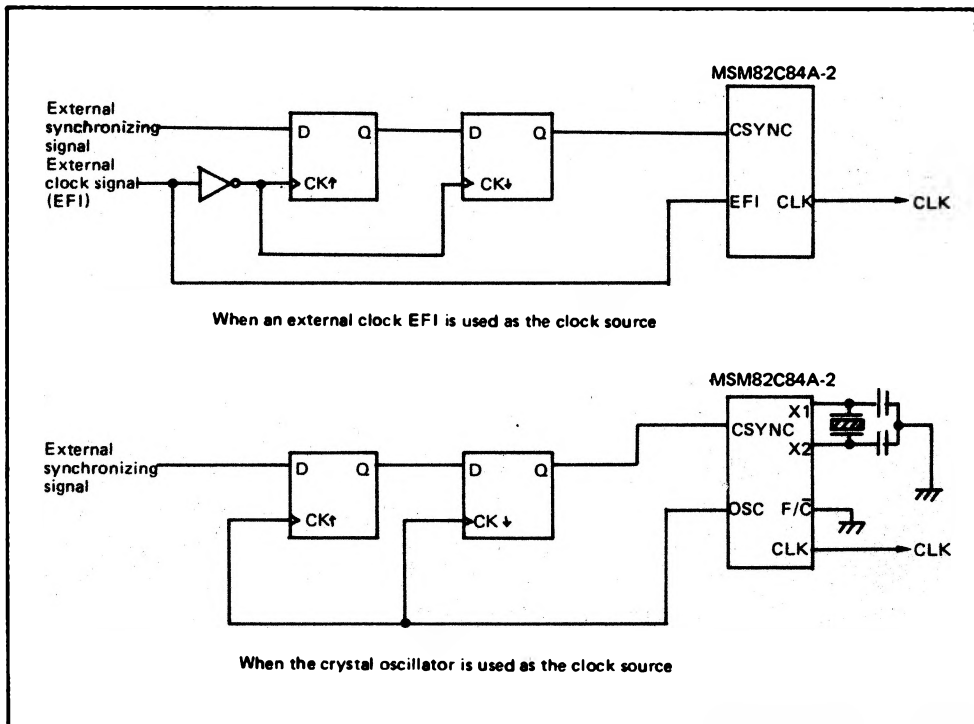 MSM82C84A-2
External
synchronizing
signal
External
clock signal
(EFI)
D Q
CK↑
D Q
CK↓
CSYNC
EFI CLK
CLK
When an external clock EFI is used as the clock source
MSM82C84A-2
External
synchronizing
signal
D Q
CK↑
D Q
CK↓
X1
CSYNC
X2
OSC F/C̅
CLK
CLK
When the crystal oscillator is used as the clock source